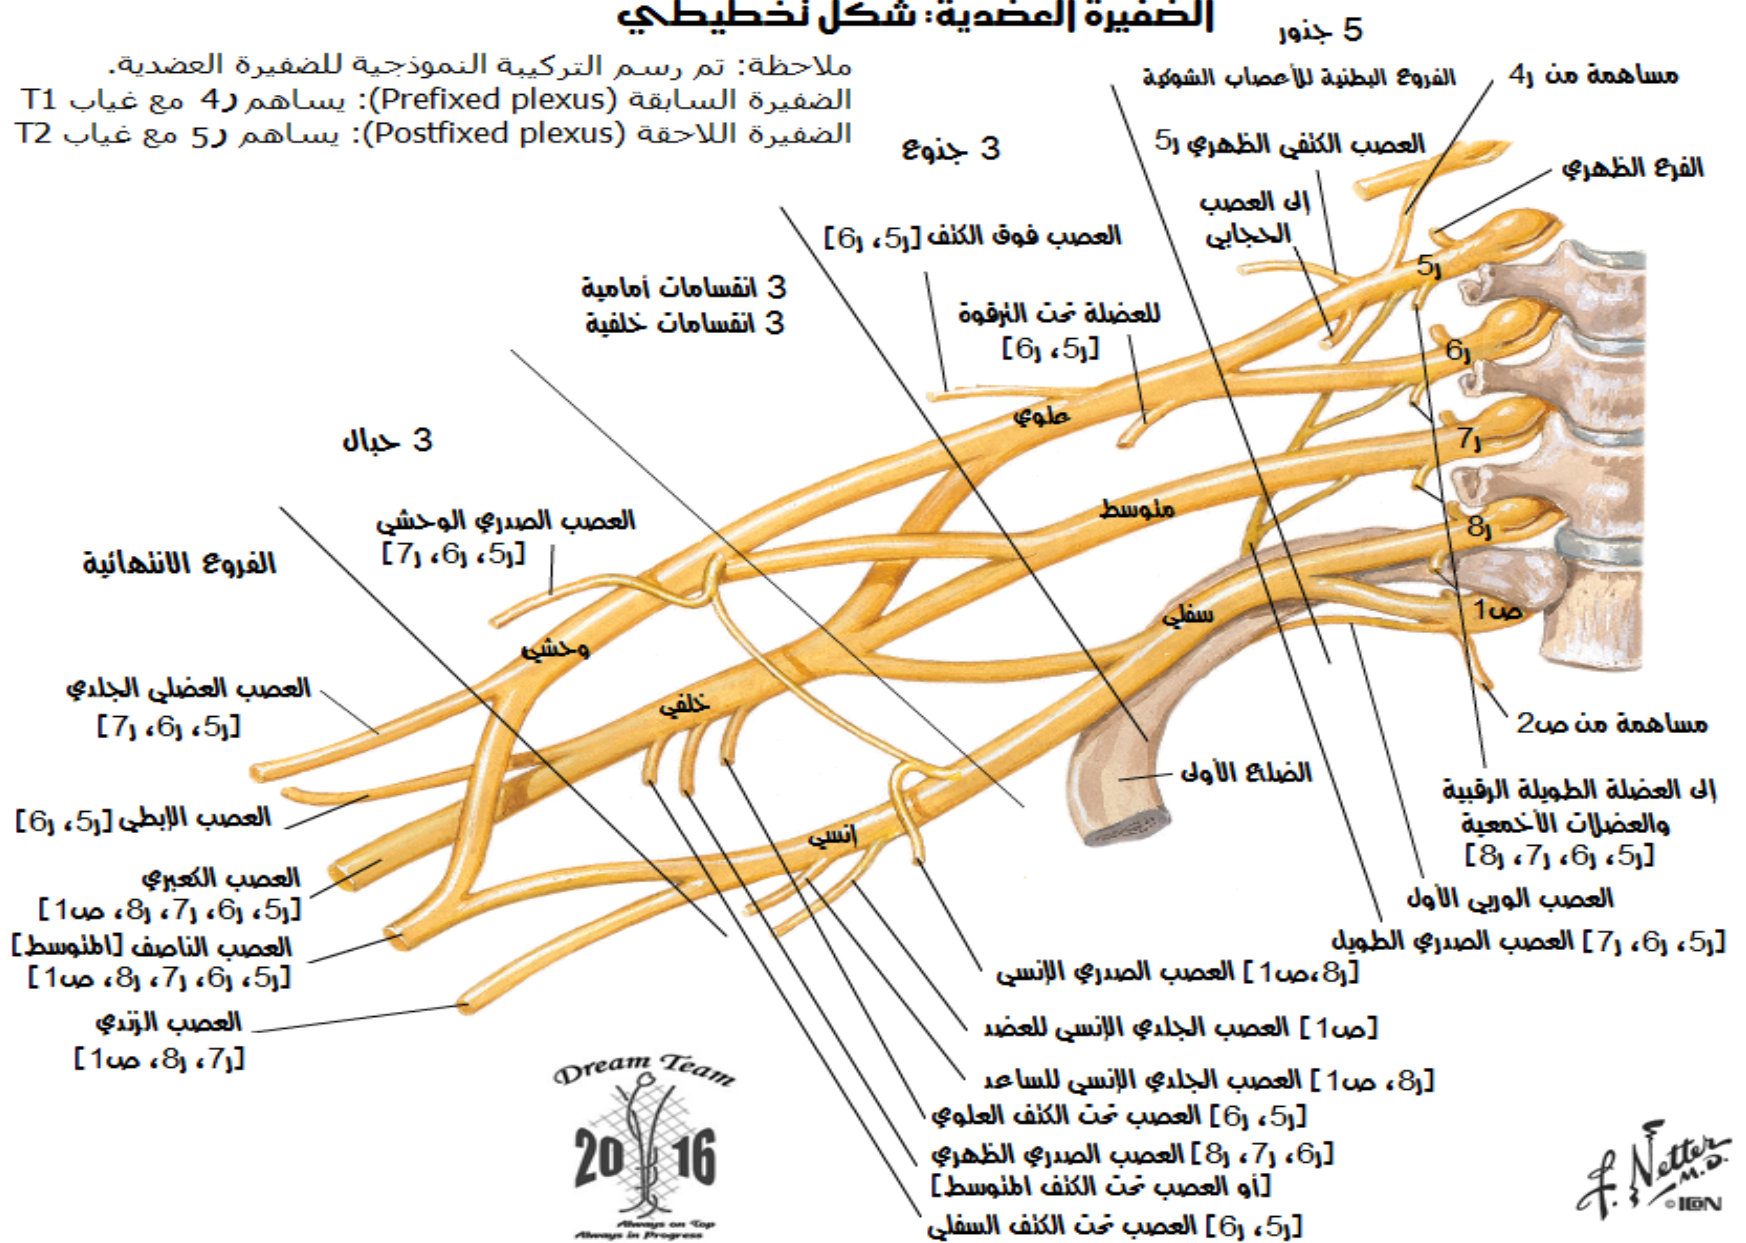 الضفيرة العضدية: شكل تخطيطي
ملاحظة: تم رسم التركيبة النموذجية للضفيرة العضدية.
الضفيرة السابقة (Prefixed plexus): يساهم ر4 مع غياب T1
الضفيرة اللاحقة (Postfixed plexus): يساهم ر5 مع غياب T2
5 جذور
الفروع البطنية للأعصاب الشوكية
مساهمة من ر4
العصب الكتفي الظهري ر5
الفرع الظهري
إلى العصب
الحجابي
3 جذوع
العصب فوق الكتف [ر5، ر6]
للعضلة تحت الترقوة
[ر5، ر6]
3 انقسامات أمامية
3 انقسامات خلفية
3 حبال
العصب الصدري الوحشي
[ر5، ر6، ر7]
الفروع الانتهائية
ر5
ر6
ر7
ر8
ص1
علوي
متوسط
سفلي
وحشي
خلفي
إنسي
العصب العضلي الجلدي
[ر5، ر6، ر7]
العصب الإبطي [ر5، ر6]
العصب الكعبري
[ر5، ر6، ر7، ر8، ص1]
العصب الناصف [المتوسط]
[ر5، ر6، ر7، ر8، ص1]
العصب الزندي
[ر7، ر8، ص1]
الضلع الأولى
مساهمة من ص2
إلى العضلة الطويلة الرقبية
والعضلات الأخمعية
[ر5، ر6، ر7، ر8]
العصب الوربي الأول
[ر5، ر6، ر7] العصب الصدري الطويل
[ر8،ص1] العصب الصدري الإنسي
[ص1] العصب الجلدي الإنسي للعضد
[ر8، ص1] العصب الجلدي الإنسي للساعد
[ر5، ر6] العصب تحت الكتف العلوي
[ر6، ر7، ر8] العصب الصدري الظهري
[أو العصب تحت الكتف المتوسط]
[ر5، ر6] العصب تحت الكتف السفلي
Dream Team
2016
Always on Top
Always in Progress
F. Netter
M.D.
© ICON